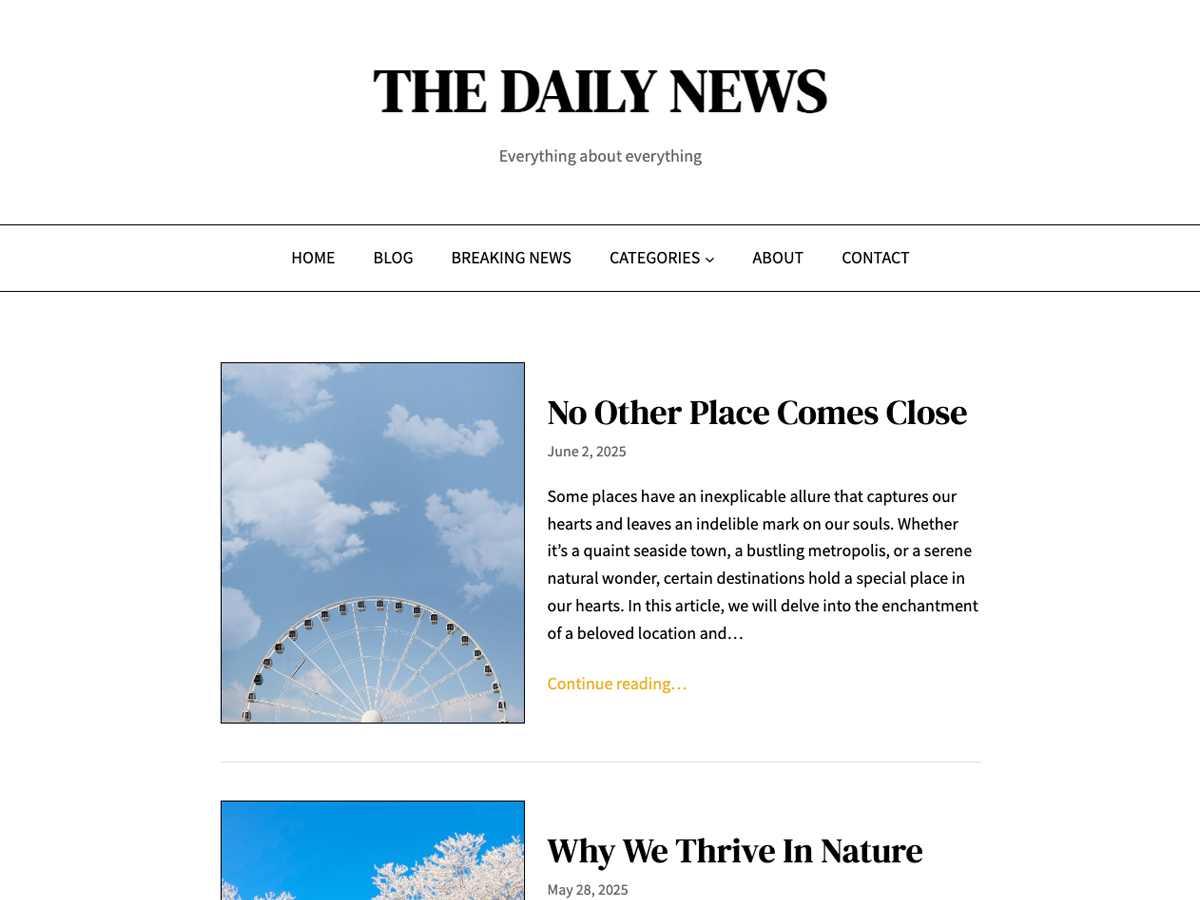 THE DAILY NEWS
Everything about everything
HOME BLOG BREAKING NEWS CATEGORIES ABOUT CONTACT
No Other Place Comes Close
June 2, 2025
Some places have an inexplicable allure that captures our
hearts and leaves an indelible mark on our souls. Whether
it’s a quaint seaside town, a bustling metropolis, or a serene
natural wonder, certain destinations hold a special place in
our hearts. In this article, we will delve into the enchantment
of a beloved location and…
Continue reading…
Why We Thrive In Nature
May 28, 2025